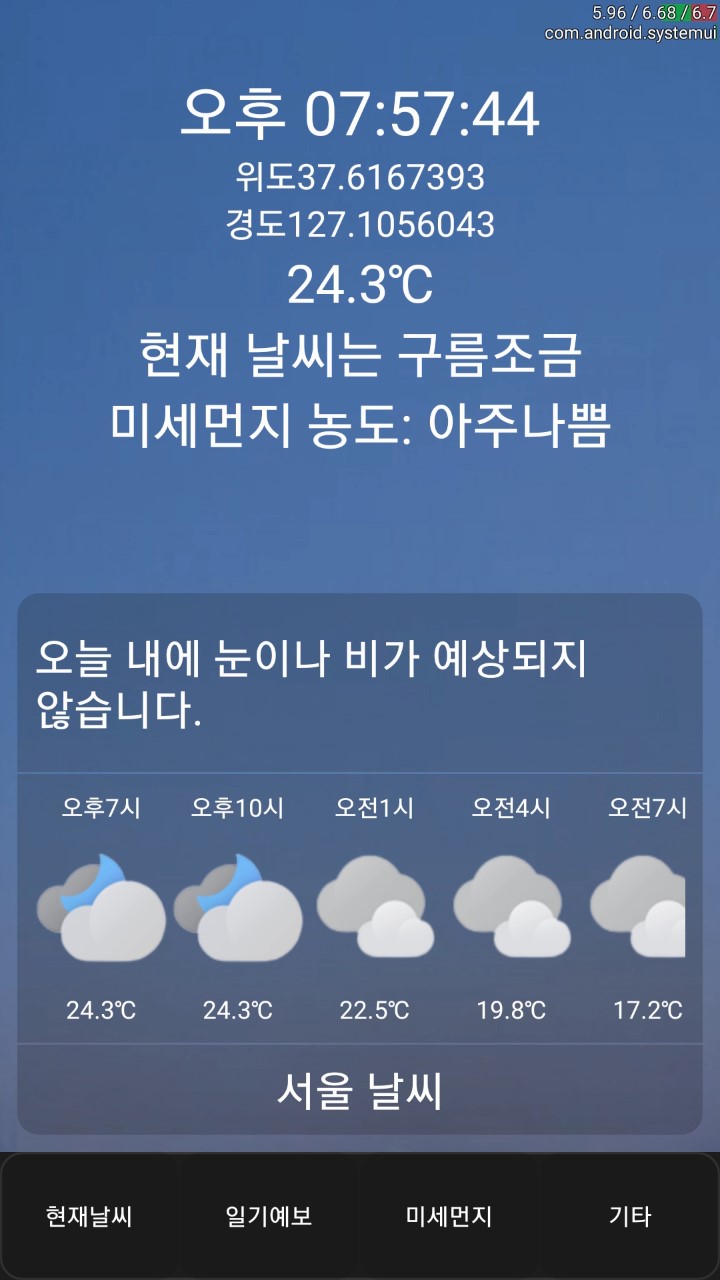 5.96 / 6.68 / 6.7
com.android.systemui
오후 07:57:44
위도37.6167393
경도127.1056043
24.3℃
현재 날씨는 구름조금
미세먼지 농도: 아주나쁨
오늘 내에 눈이나 비가 예상되지
않습니다.
오후7시 오후10시 오전1시 오전4시 오전7시
24.3℃ 24.3℃ 22.5℃ 19.8℃ 17.2℃
서울 날씨
현재날씨 일기예보 미세먼지 기타